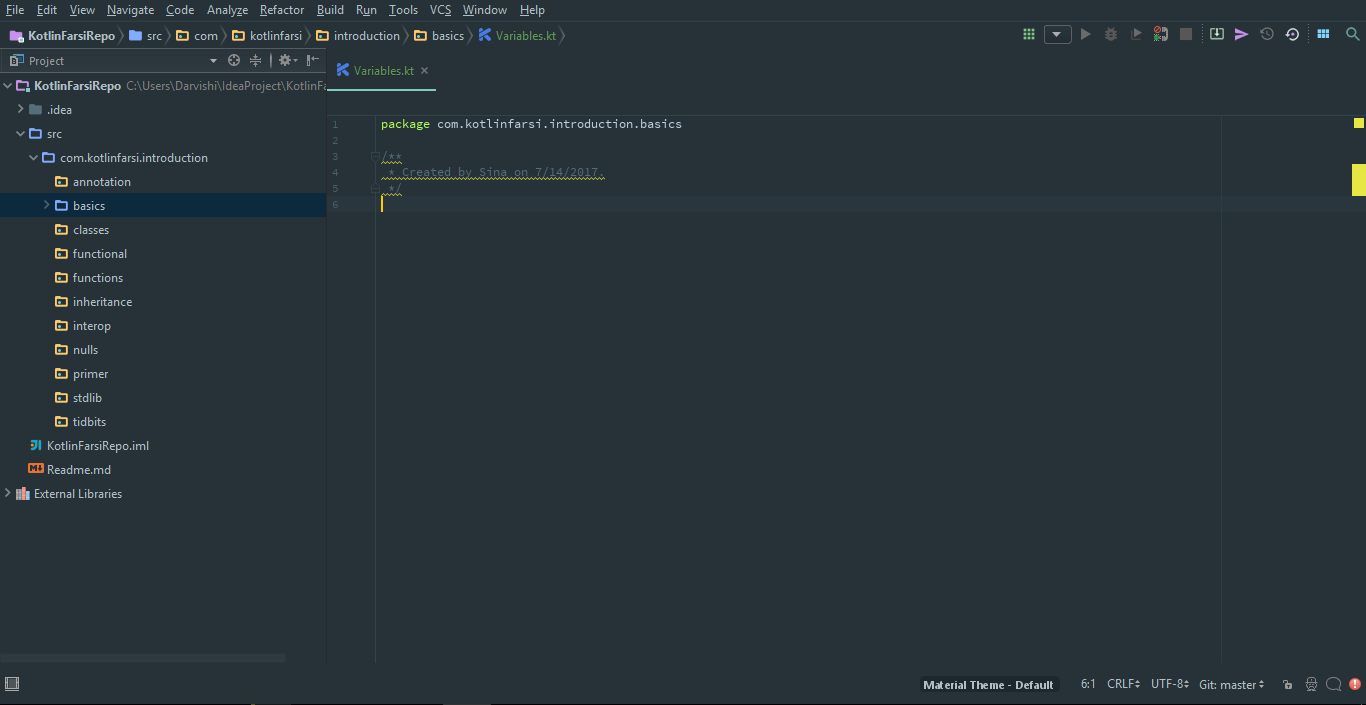 File Edit View Navigate Code Analyze Refactor Build Run Tools VCS Window Help
KotlinFarsiRepo src com kotlinfarsi introduction basics Variables.kt
Project
Variables.kt
KotlinFarsiRepo C:\Users\Darvishi\IdeaProject\KotlinFa
.idea
src
com.kotlinfarsi.introduction
annotation
basics
classes
functional
functions
inheritance
interop
nulls
primer
stdlib
tidbits
KotlinFarsiRepo.iml
Readme.md
External Libraries
1 package com.kotlinfarsi.introduction.basics
2
3 /**
4 * Created by Sina on 7/14/2017.
5 */
6
Material Theme - Default 6:1 CRLF UTF-8 Git: master